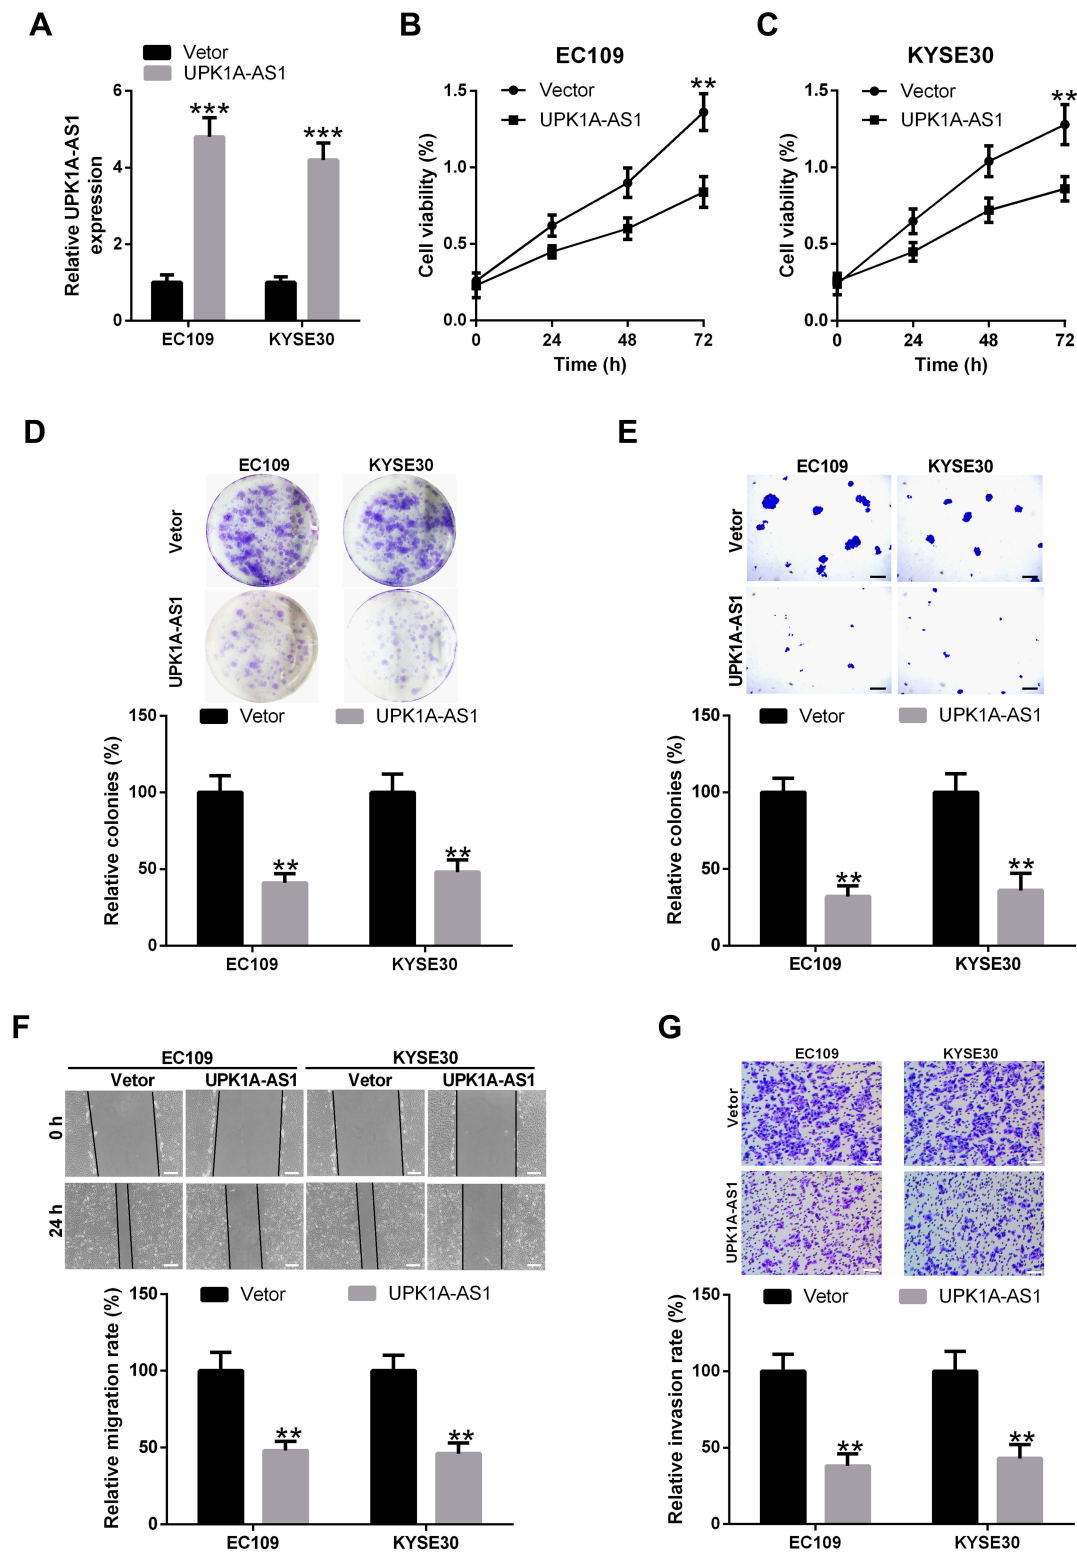 A
Vetor
UPK1A-AS1
Relative UPK1A-AS1
expression
6
4
2
0
***
***
EC109
KYSE30
B
EC109
Vector
UPK1A-AS1
Cell viability (%)
1.5
1.0
0.5
0.0
**
0
24
48
72
Time (h)
C
KYSE30
Vector
UPK1A-AS1
Cell viability (%)
1.5
1.0
0.5
0.0
**
0
24
48
72
Time (h)
D
EC109
KYSE30
Vetor
UPK1A-AS1
Vetor
UPK1A-AS1
Relative colonies (%)
150
100
50
0
**
**
EC109
KYSE30
E
EC109
KYSE30
Vetor
UPK1A-AS1
Vetor
UPK1A-AS1
Relative colonies (%)
150
100
50
0
**
**
EC109
KYSE30
F
EC109
KYSE30
Vetor
UPK1A-AS1
Vetor
UPK1A-AS1
0 h
24 h
Vetor
UPK1A-AS1
Relative migration rate (%)
150
100
50
0
**
**
EC109
KYSE30
G
EC109
KYSE30
Vetor
UPK1A-AS1
Vetor
UPK1A-AS1
Relative invasion rate (%)
150
100
50
0
**
**
EC109
KYSE30